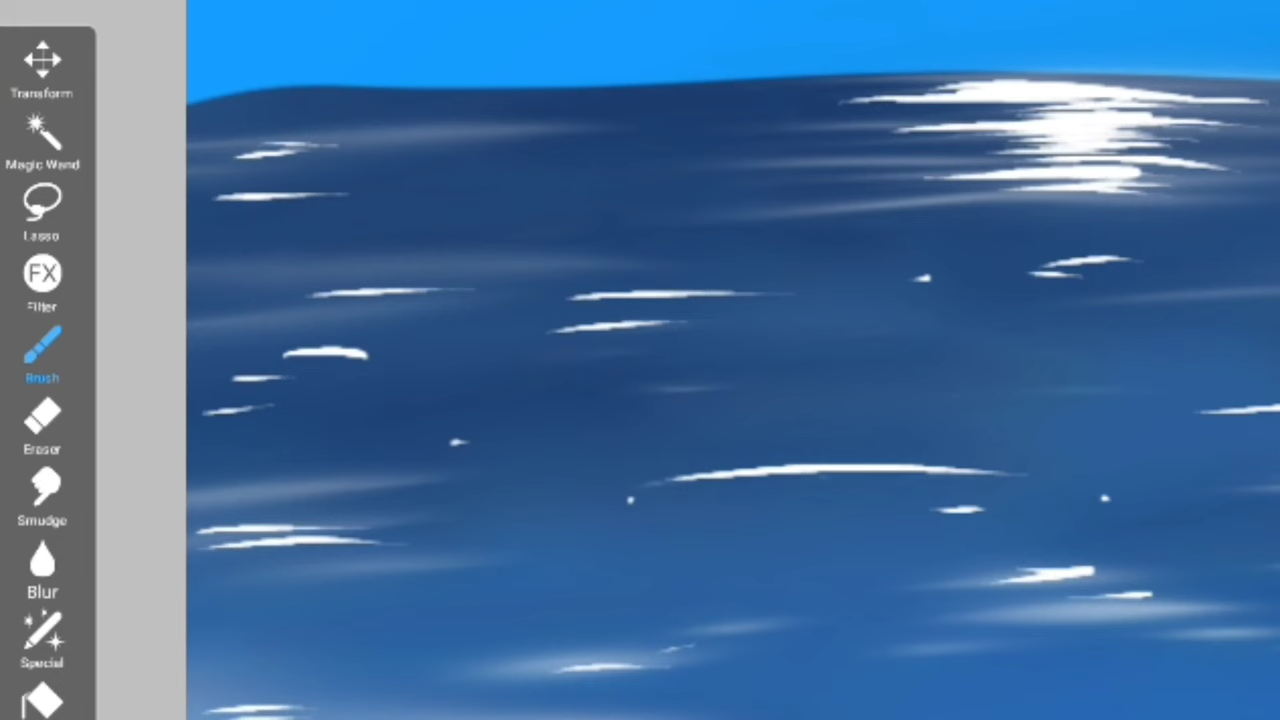 Transform
Magic Wand
Lasso
FX
Filter
Brush
Eraser
Smudge
Blur
Special